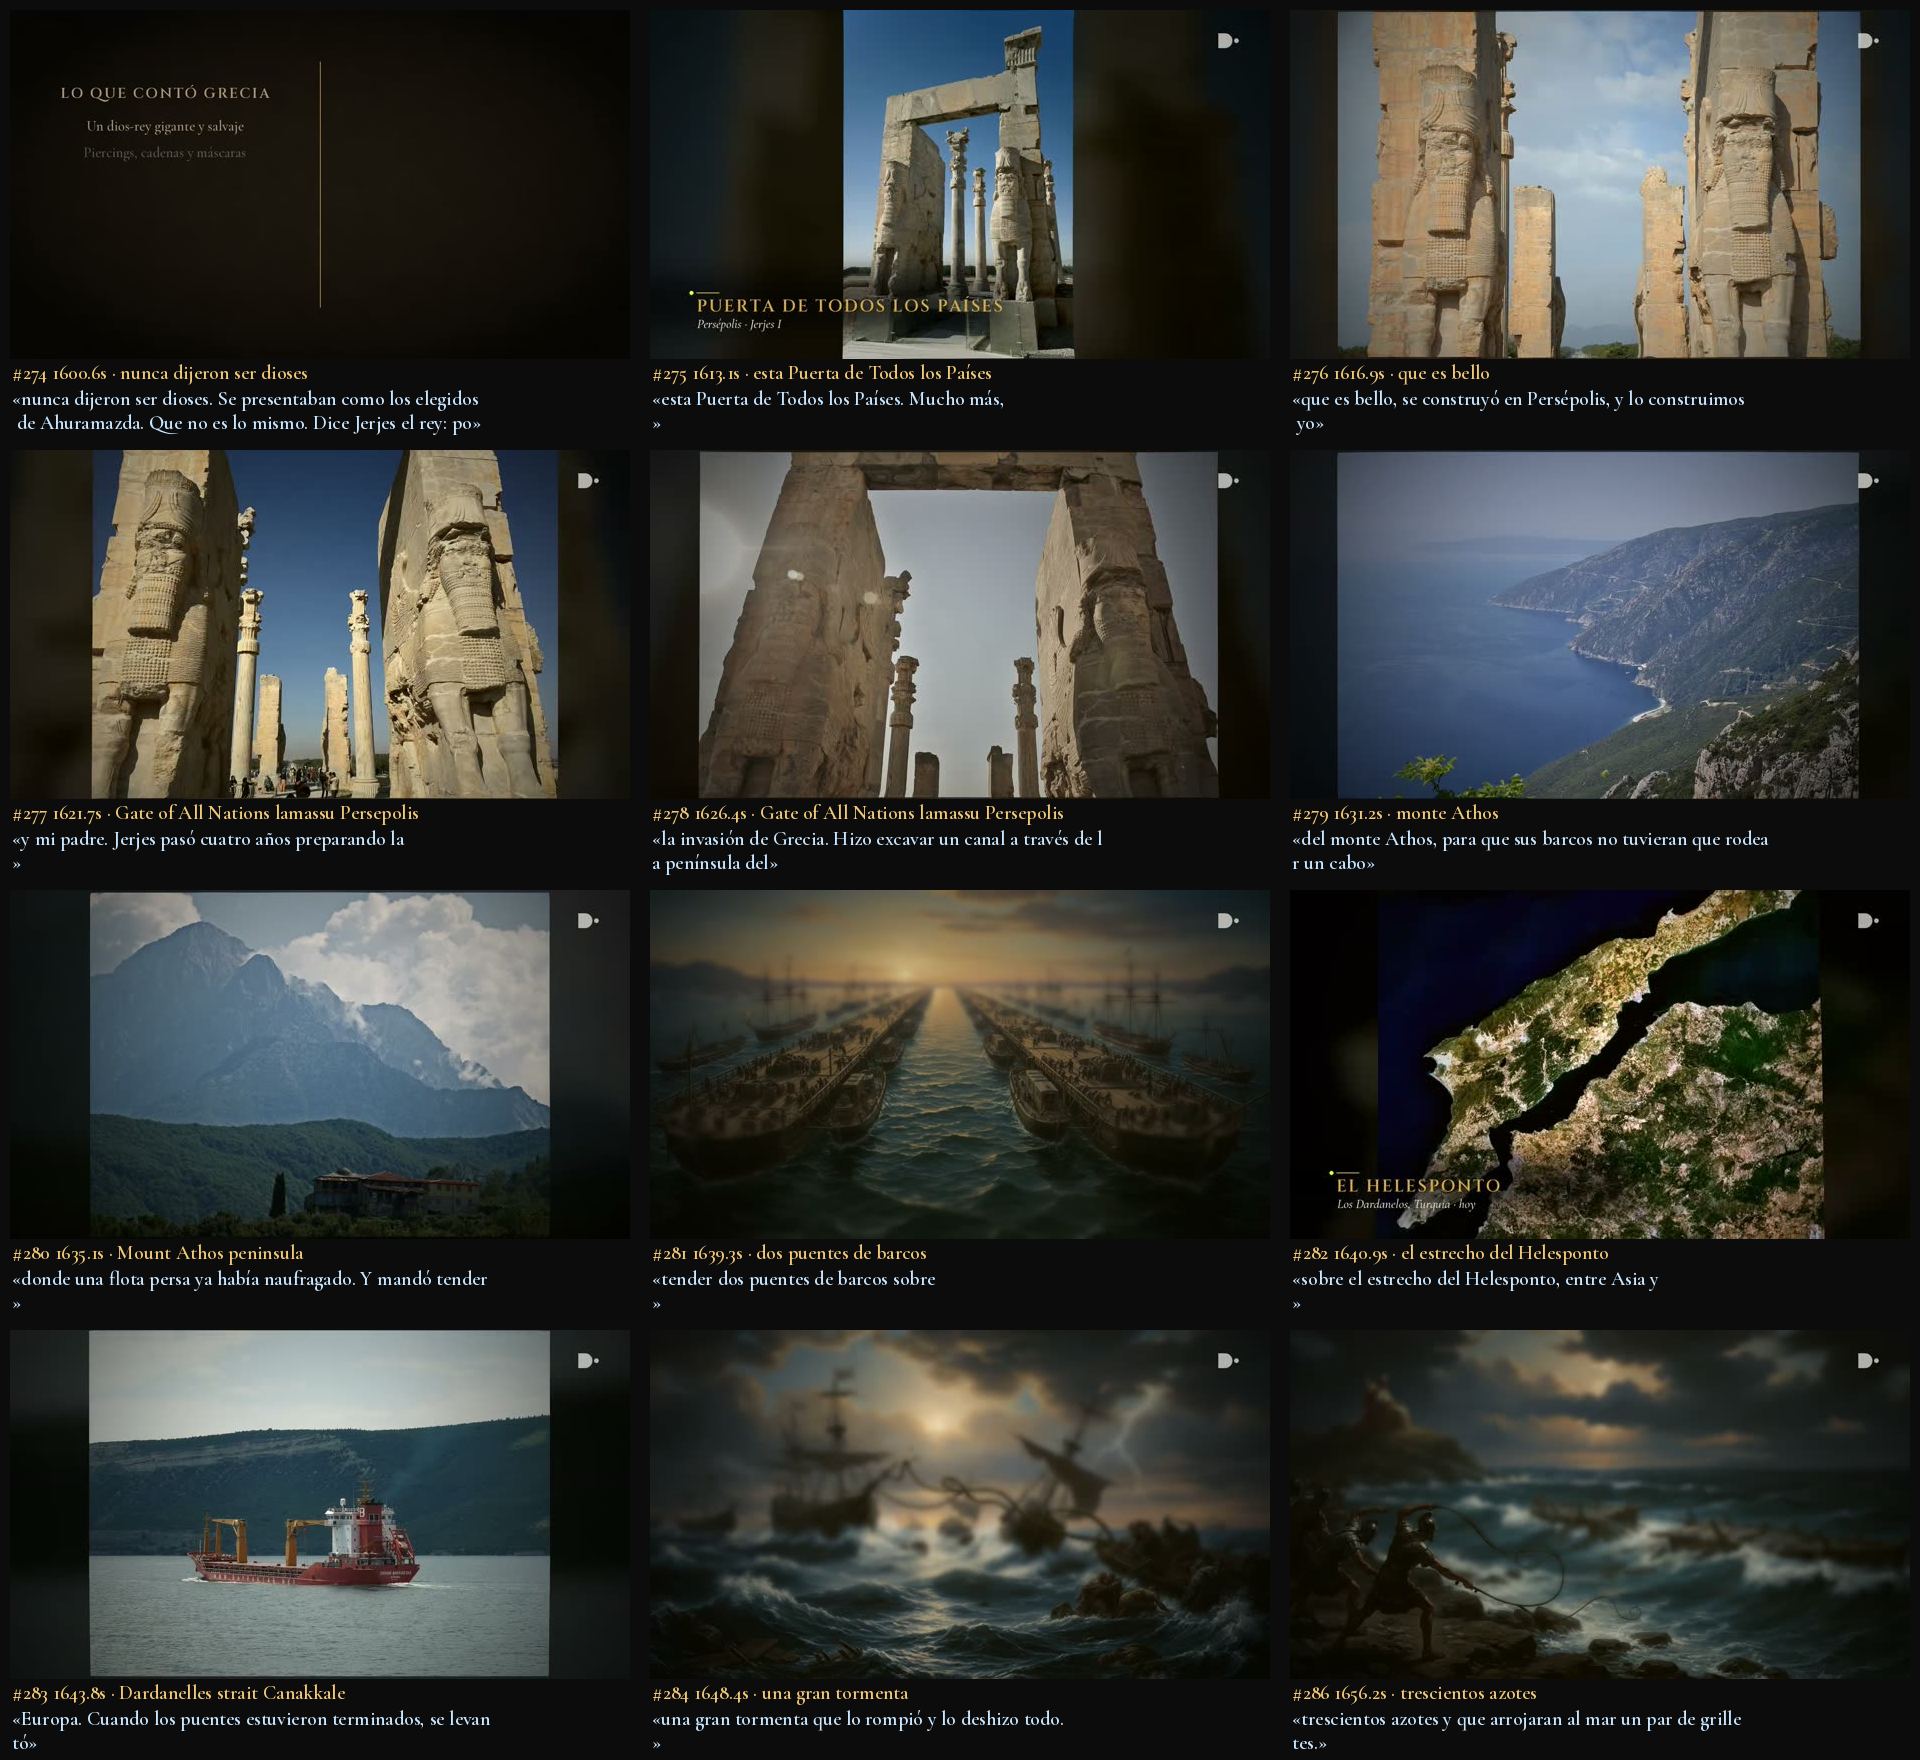 LO QUE CONTÓ GRECIA
Un dios-rey gigante y salvaje
Piercings, cadenas y máscaras
#274 1600.6s · nunca dijeron ser dioses
«nunca dijeron ser dioses. Se presentaban como los elegidos
de Ahuramazda. Que no es lo mismo. Dice Jerjes el rey: po»
PUERTA DE TODOS LOS PAÍSES
Persépolis · Jerjes I
#275 1613.1s · esta Puerta de Todos los Países
«esta Puerta de Todos los Países. Mucho más,
»
#276 1616.9s · que es bello
«que es bello, se construyó en Persépolis, y lo construimos
yo»
#277 1621.7s · Gate of All Nations lamassu Persepolis
«y mi padre. Jerjes pasó cuatro años preparando la
»
#278 1626.4s · Gate of All Nations lamassu Persepolis
«la invasión de Grecia. Hizo excavar un canal a través de l
a península del»
#279 1631.2s · monte Athos
«del monte Athos, para que sus barcos no tuvieran que rodea
r un cabo»
#280 1635.1s · Mount Athos peninsula
«donde una flota persa ya había naufragado. Y mandó tender
»
#281 1639.3s · dos puentes de barcos
«tender dos puentes de barcos sobre
»
EL HELESPONTO
Los Dardanelos, Turquía · hoy
#282 1640.9s · el estrecho del Helesponto
«sobre el estrecho del Helesponto, entre Asia y
»
#283 1643.8s · Dardanelles strait Canakkale
«Europa. Cuando los puentes estuvieron terminados, se levan
tó»
#284 1648.4s · una gran tormenta
«una gran tormenta que lo rompió y lo deshizo todo.
»
#286 1656.2s · trescientos azotes
«trescientos azotes y que arrojaran al mar un par de grille
tes.»